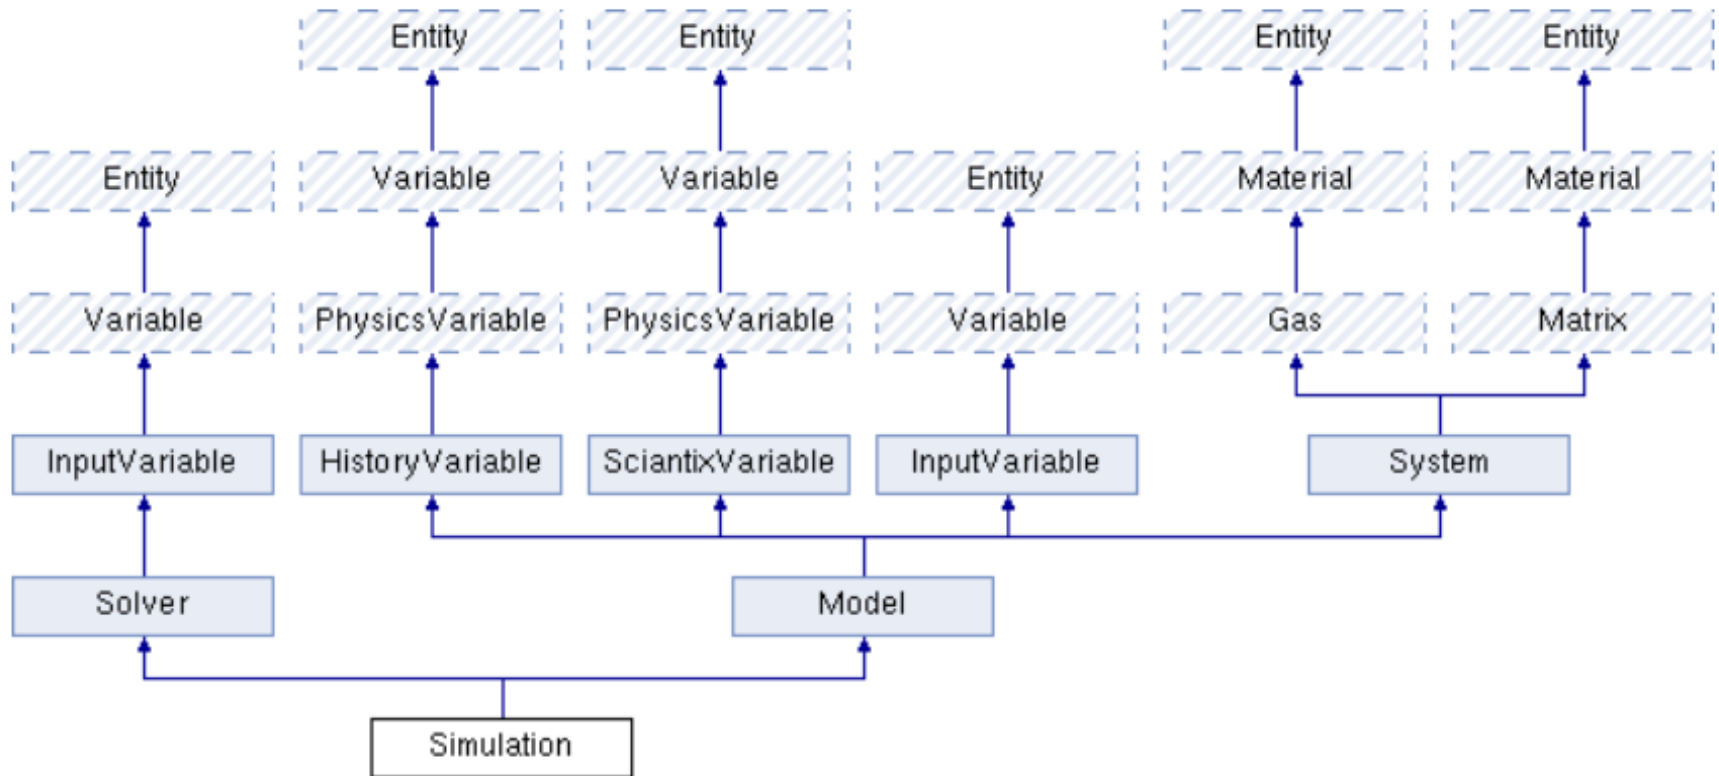 Entity Entity Entity Entity
Entity Variable Variable Entity Material Material
Variable PhysicsVariable PhysicsVariable Variable Gas Matrix
InputVariable HistoryVariable SciantixVariable InputVariable System
Solver Model
Simulation